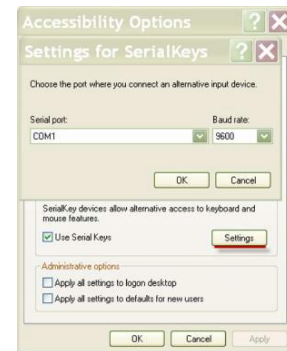 Accessibility Options
Settings for SerialKeys
Choose the port where you connect an alternative input device.
Serial port:
Baud rate:
COM1
9600
OK
Cancel
SerialKey devices allow alternative access to keyboard and
mouse features.
Use Serial Keys
Settings
Administrative options
Apply all settings to logon desktop
Apply all settings to defaults for new users
OK
Cancel
Apply